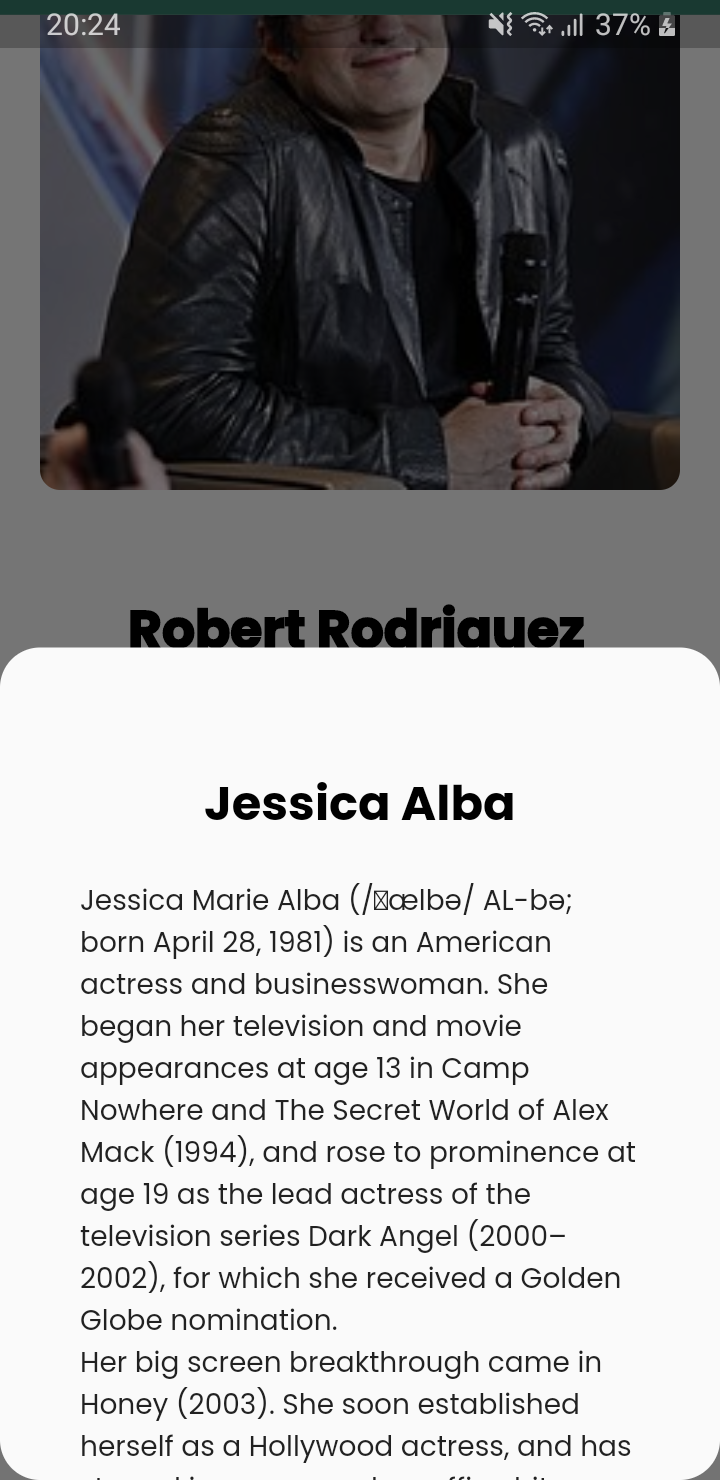 20:24 37%
Robert Rodriguez
Jessica Alba
Jessica Marie Alba (/ælbə/ AL-bə;
born April 28, 1981) is an American
actress and businesswoman. She
began her television and movie
appearances at age 13 in Camp
Nowhere and The Secret World of Alex
Mack (1994), and rose to prominence at
age 19 as the lead actress of the
television series Dark Angel (2000–
2002), for which she received a Golden
Globe nomination.
Her big screen breakthrough came in
Honey (2003). She soon established
herself as a Hollywood actress, and has